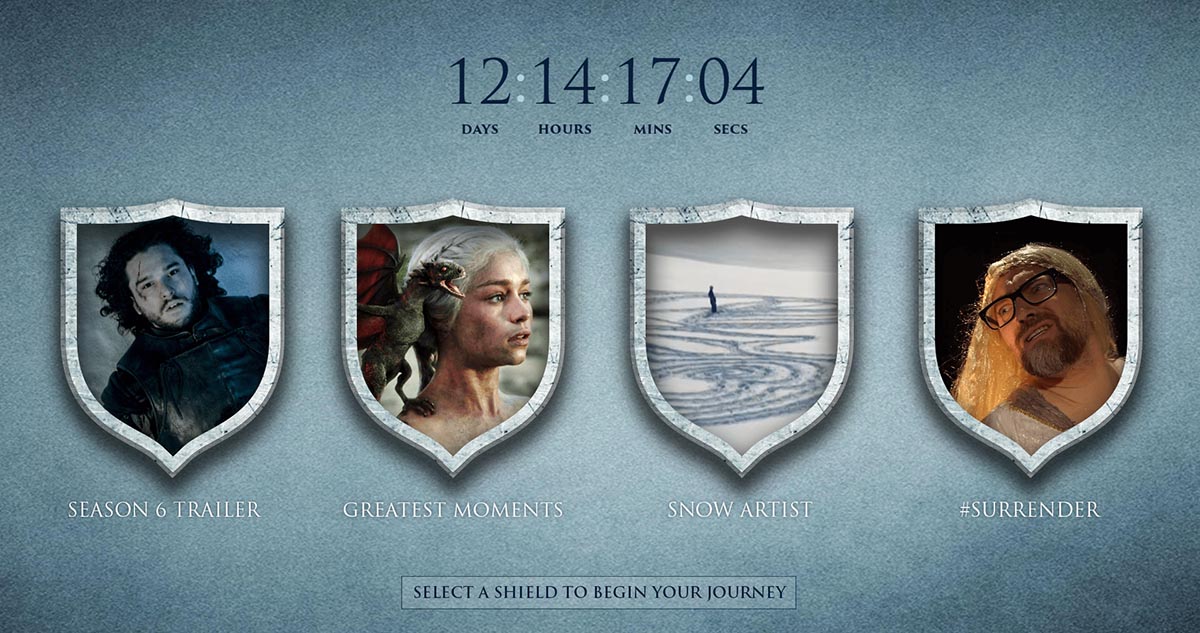 12:14:17:04
DAYS HOURS MINS SECS
SEASON 6 TRAILER
GREATEST MOMENTS
SNOW ARTIST
#SURRENDER
SELECT A SHIELD TO BEGIN YOUR JOURNEY